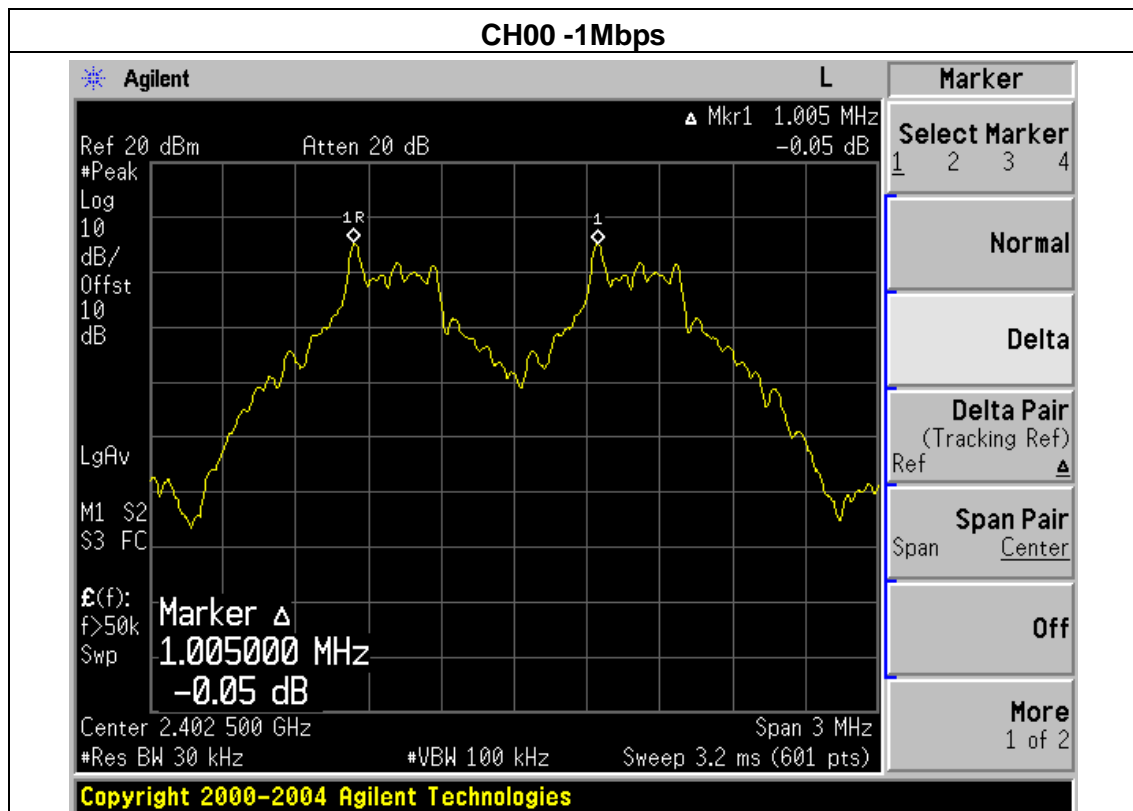 CH00 -1Mbps
Agilent L Marker
Δ Mkr1 1.005 MHz
Ref 20 dBm Atten 20 dB -0.05 dB
#Peak
Log
10
dB/
Offst
10
dB
1R
1
LgAv
M1 S2
S3 FC
£(f):
f>50k
Swp
Marker Δ
1.005000 MHz
-0.05 dB
Center 2.402 500 GHz Span 3 MHz
#Res BW 30 kHz #VBW 100 kHz Sweep 3.2 ms (601 pts)
Select Marker
1 2 3 4
Normal
Delta
Delta Pair
(Tracking Ref)
Ref Δ
Span Pair
Span Center
Off
More
1 of 2
Copyright 2000-2004 Agilent Technologies